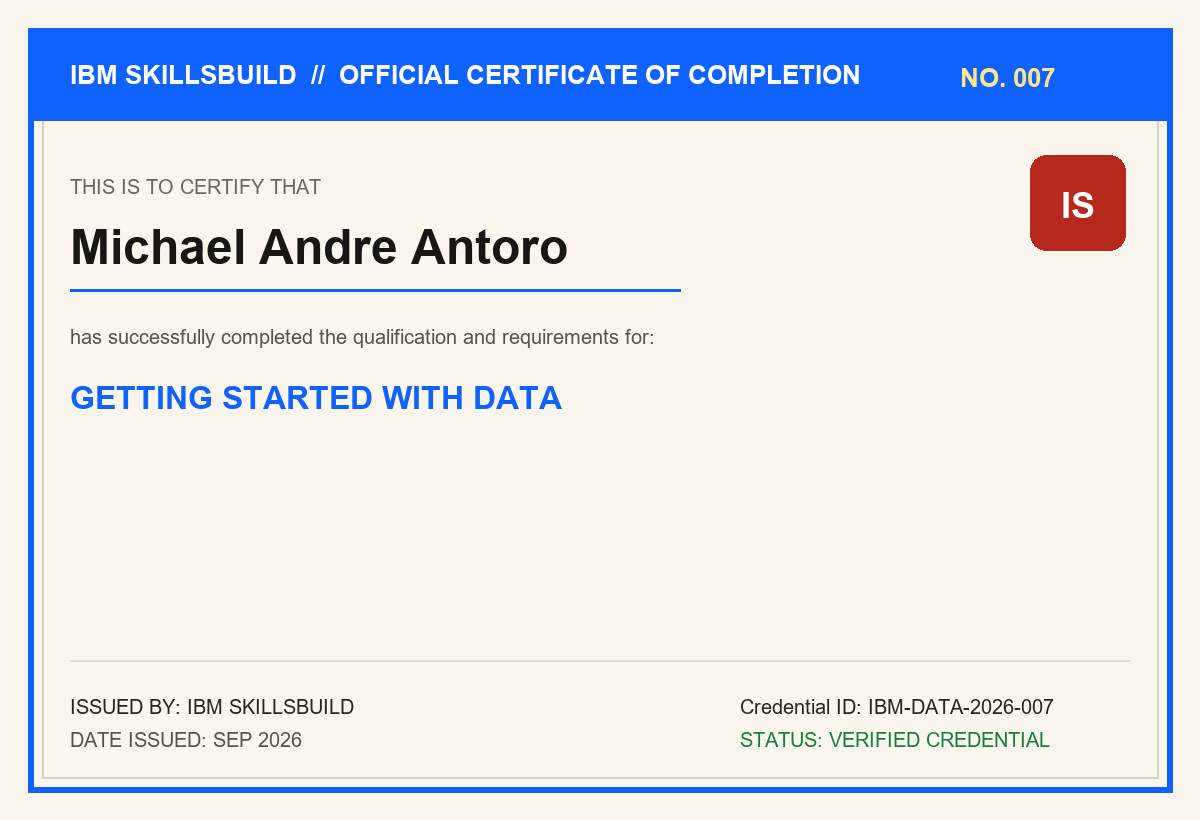 IBM SKILLSBUILD // OFFICIAL CERTIFICATE OF COMPLETION
NO. 007
IS
THIS IS TO CERTIFY THAT
Michael Andre Antoro
has successfully completed the qualification and requirements for:
GETTING STARTED WITH DATA
ISSUED BY: IBM SKILLSBUILD
Credential ID: IBM-DATA-2026-007
DATE ISSUED: SEP 2026
STATUS: VERIFIED CREDENTIAL